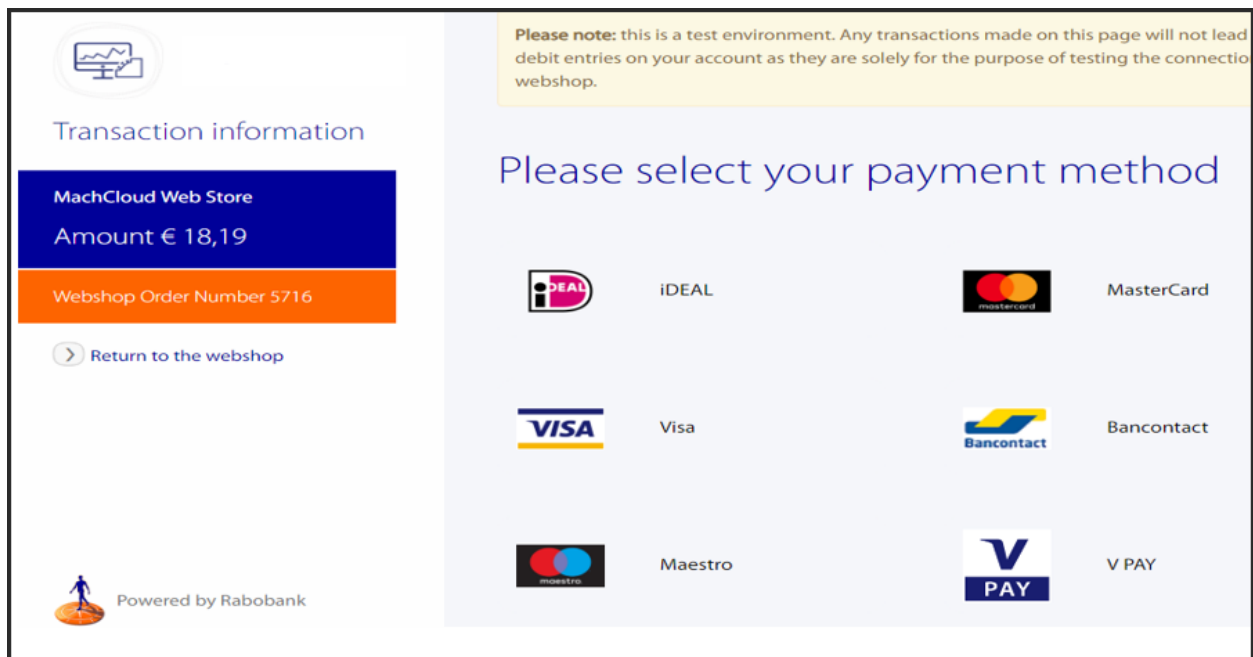 Please note: this is a test environment. Any transactions made on this page will not lead
debit entries on your account as they are solely for the purpose of testing the connectio
webshop.
Transaction information
MachCloud Web Store
Amount € 18,19
Webshop Order Number 5716
Return to the webshop
Powered by Rabobank
Please select your payment method
iDEAL iDEAL
mastercard MasterCard
VISA Visa
Bancontact Bancontact
maestro Maestro
V PAY V PAY